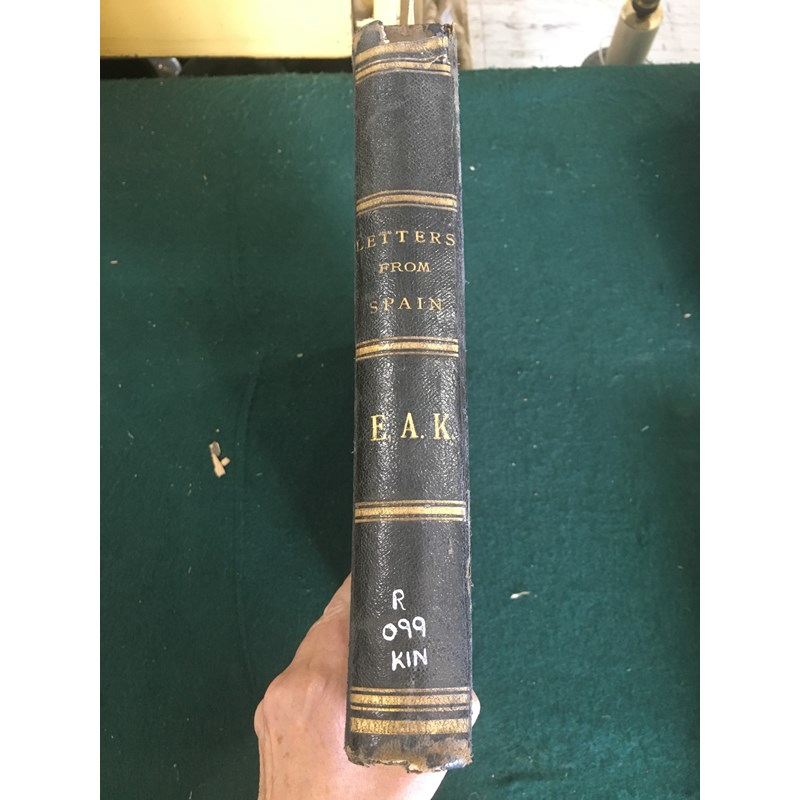 LETTERS
FROM
SPAIN
E. A. K.
R
099
KIN